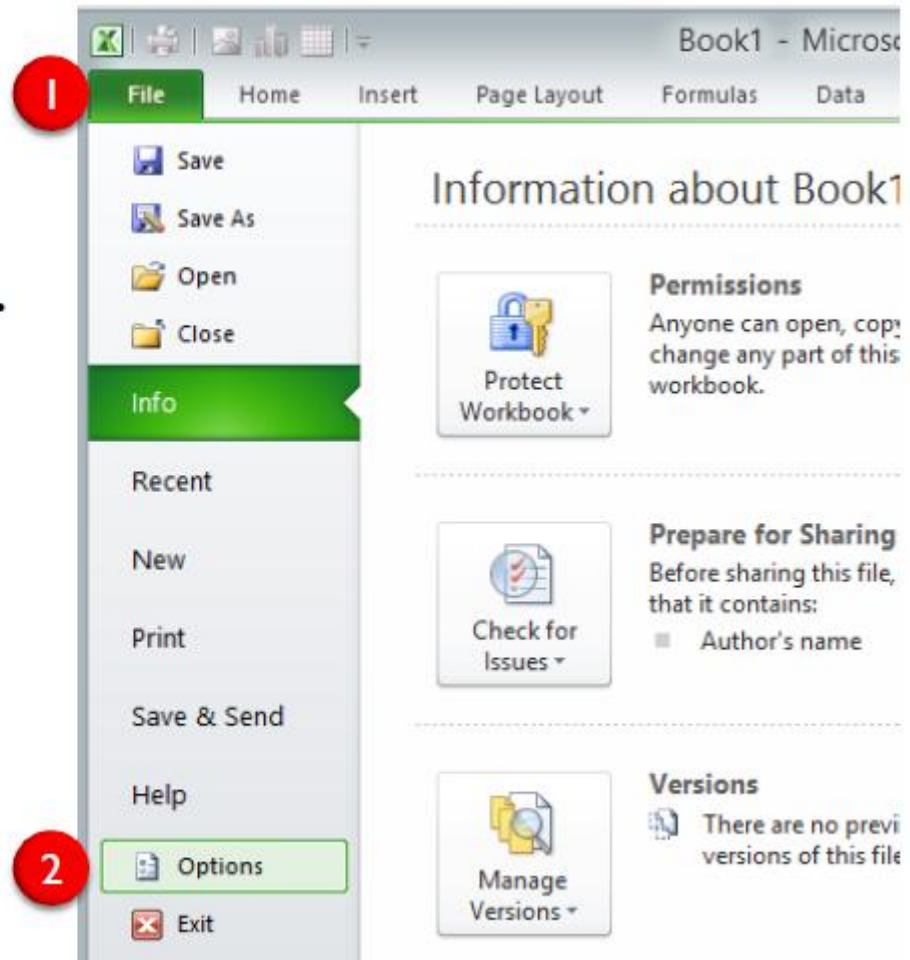 Book1 - Microso
1
File Home Insert Page Layout Formulas Data
Save
Save As
Open
Close
Info
Recent
New
Print
Save & Send
Help
2
Options
Exit
Information about Book1
Protect
Workbook
Permissions
Anyone can open, copy
change any part of this
workbook.
Check for
Issues
Prepare for Sharing
Before sharing this file,
that it contains:
Author's name
Manage
Versions
Versions
There are no previ
versions of this file